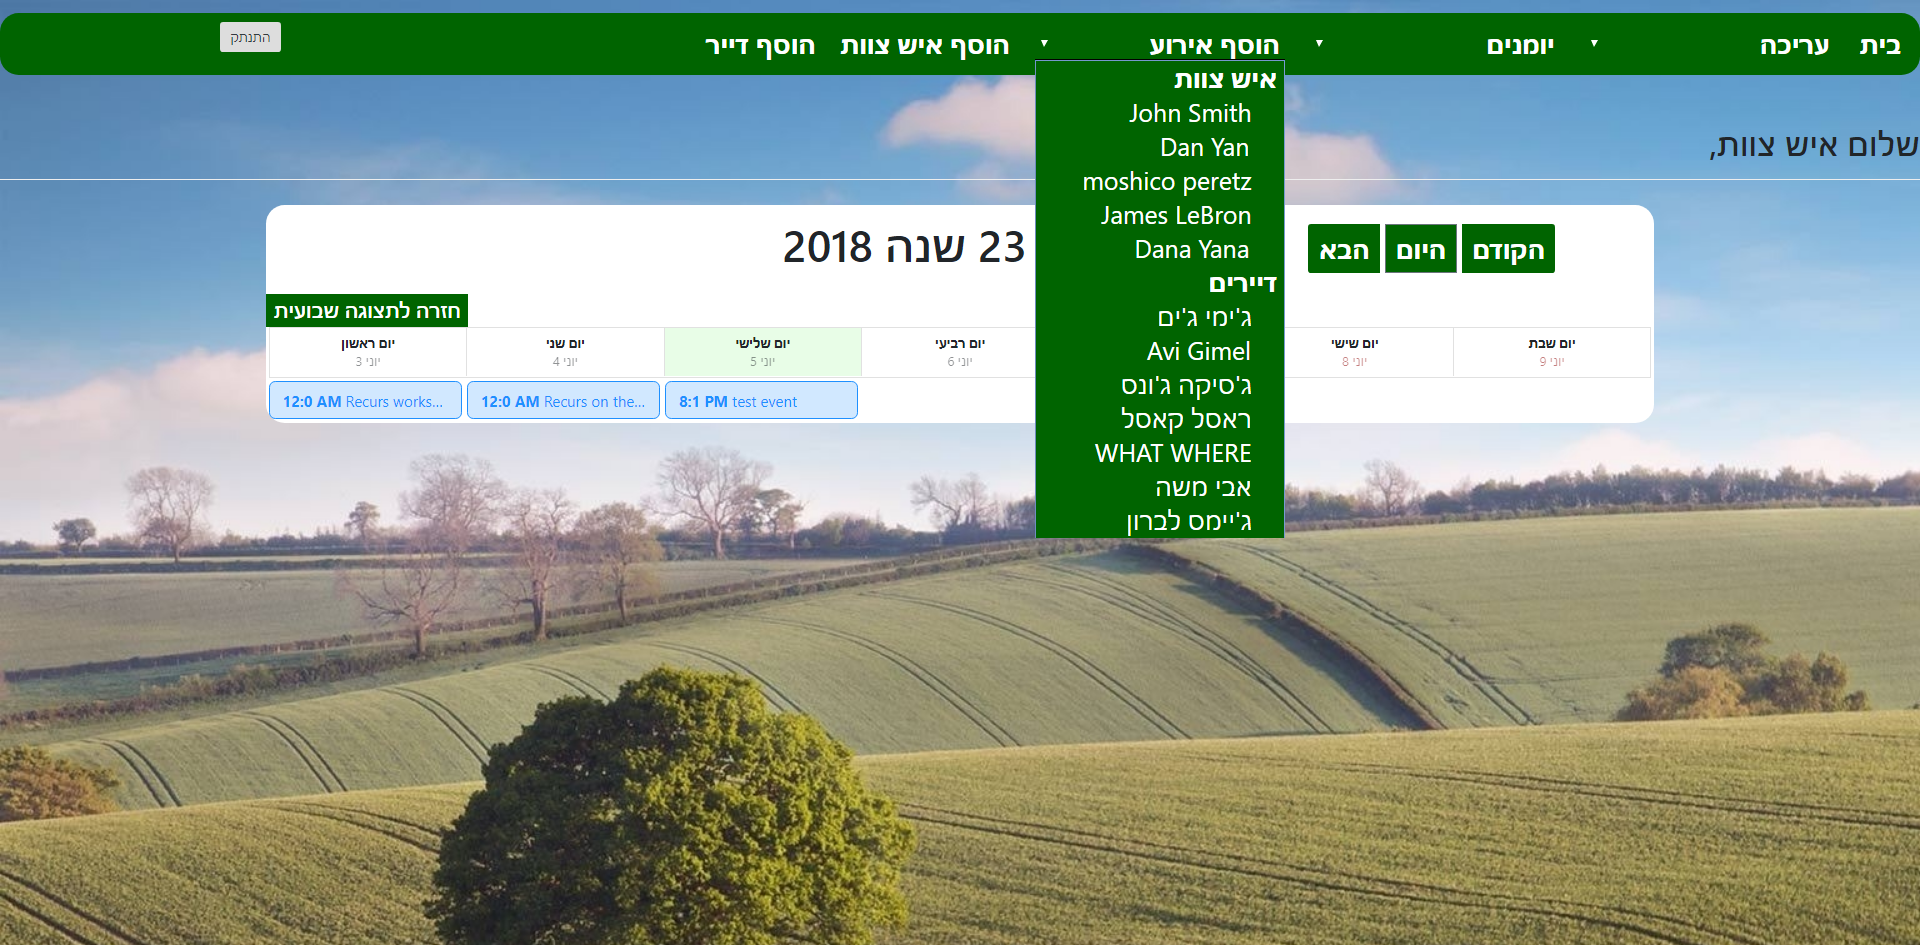 בית
עריכה
יומנים
הוסף אירוע
הוסף איש צוות
הוסף דייר
התנתק
איש צוות
John Smith
Dan Yan
moshico peretz
James LeBron
Dana Yana
דיירים
ג'ימי ג'ים
Avi Gimel
ג'סיקה ג'ונס
ראסל קאסל
WHAT WHERE
אבי משה
ג'יימס לברון
שלום איש צוות,
הקודם
היום
הבא
23 שנה 2018
חזרה לתצוגה שבועית
יום ראשון
יוני 3
יום שני
יוני 4
יום שלישי
יוני 5
יום רביעי
יוני 6
יום שישי
יוני 8
יום שבת
יוני 9
12:0 AM Recurs works...
12:0 AM Recurs on the...
8:1 PM test event